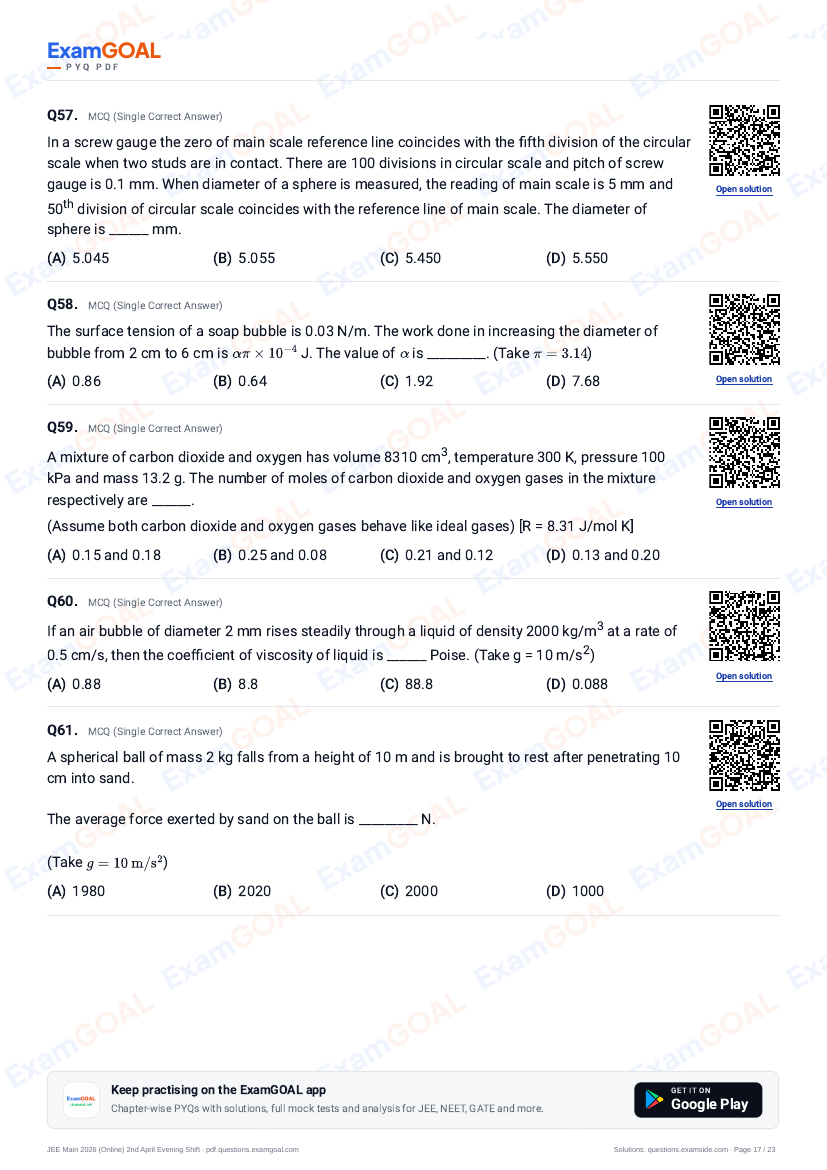 ExamGOAL
PYQ PDF
Q57. MCQ (Single Correct Answer)
In a screw gauge the zero of main scale reference line coincides with the fifth division of the circular
scale when two studs are in contact. There are 100 divisions in circular scale and pitch of screw
gauge is 0.1 mm. When diameter of a sphere is measured, the reading of main scale is 5 mm and
50th division of circular scale coincides with the reference line of main scale. The diameter of
sphere is ______ mm.
Open solution
(A) 5.045 (B) 5.055 (C) 5.450 (D) 5.550
Q58. MCQ (Single Correct Answer)
The surface tension of a soap bubble is 0.03 N/m. The work done in increasing the diameter of
bubble from 2 cm to 6 cm is απ × 10⁻⁴ J. The value of α is _________. (Take π = 3.14)
(A) 0.86 (B) 0.64 (C) 1.92 (D) 7.68
Open solution
Q59. MCQ (Single Correct Answer)
A mixture of carbon dioxide and oxygen has volume 8310 cm³, temperature 300 K, pressure 100
kPa and mass 13.2 g. The number of moles of carbon dioxide and oxygen gases in the mixture
respectively are ______.
Open solution
(Assume both carbon dioxide and oxygen gases behave like ideal gases) [R = 8.31 J/mol K]
(A) 0.15 and 0.18 (B) 0.25 and 0.08 (C) 0.21 and 0.12 (D) 0.13 and 0.20
Q60. MCQ (Single Correct Answer)
If an air bubble of diameter 2 mm rises steadily through a liquid of density 2000 kg/m³ at a rate of
0.5 cm/s, then the coefficient of viscosity of liquid is ______ Poise. (Take g = 10 m/s²)
Open solution
(A) 0.88 (B) 8.8 (C) 88.8 (D) 0.088
Q61. MCQ (Single Correct Answer)
A spherical ball of mass 2 kg falls from a height of 10 m and is brought to rest after penetrating 10
cm into sand.
Open solution
The average force exerted by sand on the ball is _________ N.
(Take g = 10 m/s²)
(A) 1980 (B) 2020 (C) 2000 (D) 1000
Keep practising on the ExamGOAL app
Chapter-wise PYQs with solutions, full mock tests and analysis for JEE, NEET, GATE and more.
ExamGOAL
GET IT ON
Google Play
JEE Main 2026 (Online) 2nd April Evening Shift · pdf.questions.examgoal.com
Solutions: questions.examside.com · Page 17 / 23